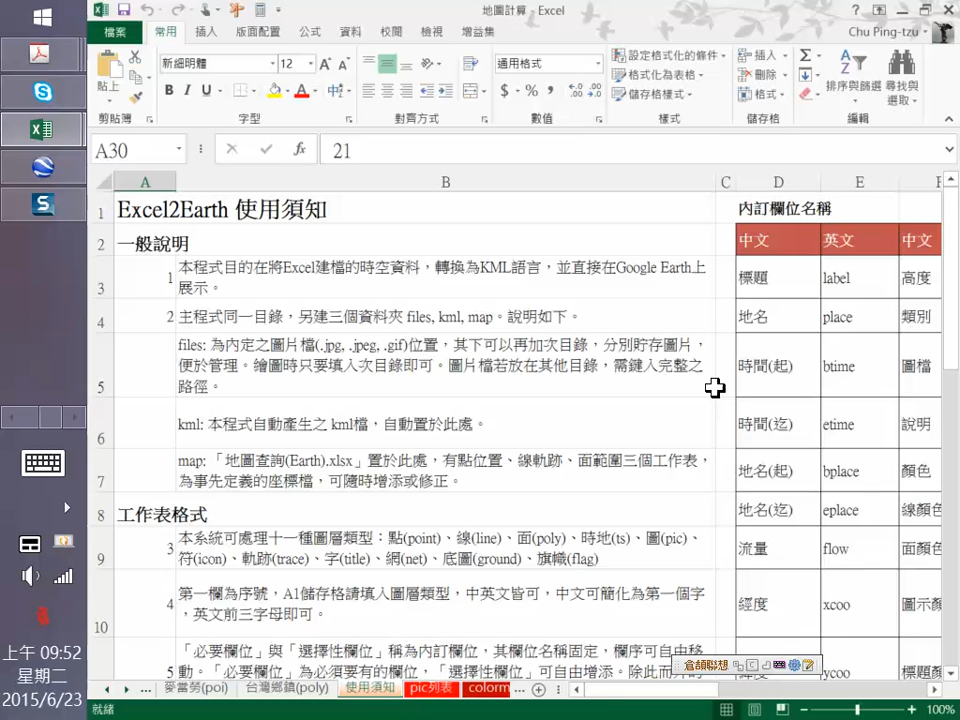 地圖計算 - Excel
檔案 常用 插入 版面配置 公式 資料 校閱 檢視 增益集
Chu Ping-tzu
貼上
新細明體 12
B I U
通用格式
$ % ,
設定格式化的條件
格式化為表格
儲存格樣式
插入
刪除
格式
排序與篩選
尋找與
選取
剪貼簿 字型 對齊方式 數值 樣式 儲存格 編輯
A30 21
A B C D E F
1 Excel2Earth 使用須知 內訂欄位名稱
2 一般說明 中文 英文 中文
3 1 本程式目的在將Excel建檔的時空資料，轉換為KML語言，並直接在Google Earth上
展示。
標題 label 高度
4 2 主程式同一目錄，另建三個資料夾 files, kml, map。說明如下。
地名 place 類別
files: 為內定之圖片檔(.jpg, .jpeg, .gif)位置，其下可以再加次目錄，分別貯存圖片，
便於管理。繪圖時只要填入次目錄即可。圖片檔若放在其他目錄，需鍵入完整之
5 路徑。
時間(起) btime 圖檔
6 kml: 本程式自動產生之 kml檔，自動置於此處。
時間(迄) etime 說明
map: 「地圖查詢(Earth).xlsx」置於此處，有點位置、線軌跡、面範圍三個工作表，
7 為事先定義的座標檔，可隨時增添或修正。
地名(起) bplace 顏色
8 工作表格式
地名(迄) eplace 線顏色
3 本系統可處理十一種圖層類型：點(point)、線(line)、面(poly)、時地(ts)、圖(pic)、
9 符(icon)、軌跡(trace)、字(title)、網(net)、底圖(ground)、旗幟(flag)
流量 flow 面顏色
4 第一欄為序號，A1儲存格請填入圖層類型，中英文皆可，中文可簡化為第一個字
10 ，英文前三字母即可。
經度 xcoo 圖示顏
「必要欄位」與「選擇性欄位」稱為內訂欄位，其欄位名稱固定，欄序可自由移
5 動。「必要欄位」為必須要有的欄位，「選擇性欄位」可自由增添。除此而外的
ycoo 標題顏
倉頡聯想
麥當勞(poi) 台灣鄉鎮(poly) 使用須知 pic列表 colorm
就緒
100%
上午 09:52
星期二
2015/6/23